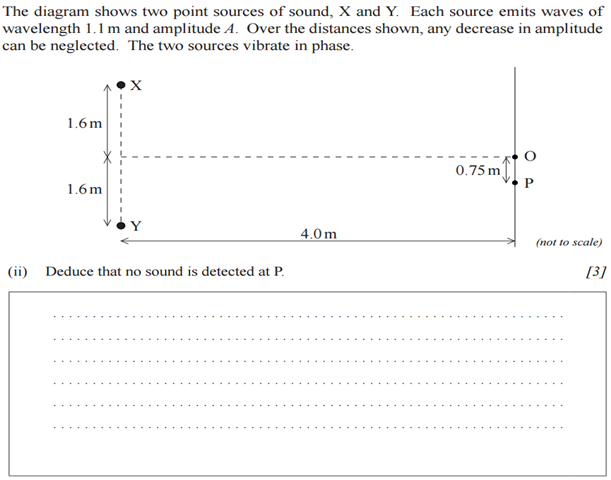 The diagram shows two point sources of sound, X and Y. Each source emits waves of
wavelength 1.1 m and amplitude A. Over the distances shown, any decrease in amplitude
can be neglected. The two sources vibrate in phase.
X
1.6 m
O
0.75 m
P
1.6 m
Y
4.0 m
(not to scale)
(ii) Deduce that no sound is detected at P. [3]